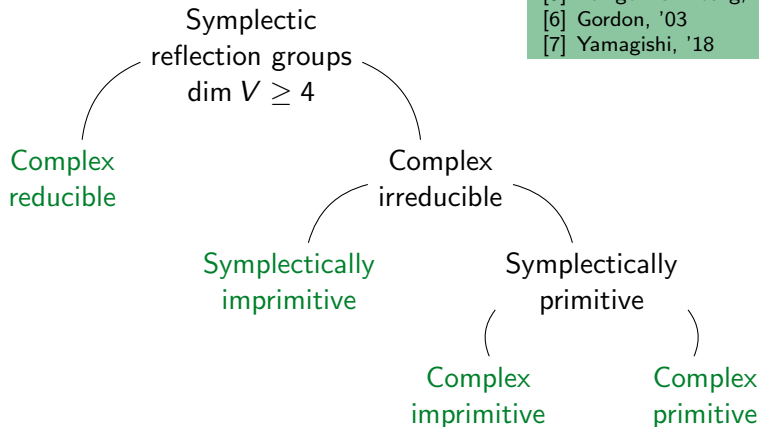 [6] Gordon, '03
[7] Yamagishi, '18
Symplectic
reflection groups
dim V ≥ 4
Complex
reducible
Complex
irreducible
Symplectically
imprimitive
Symplectically
primitive
Complex
imprimitive
Complex
primitive